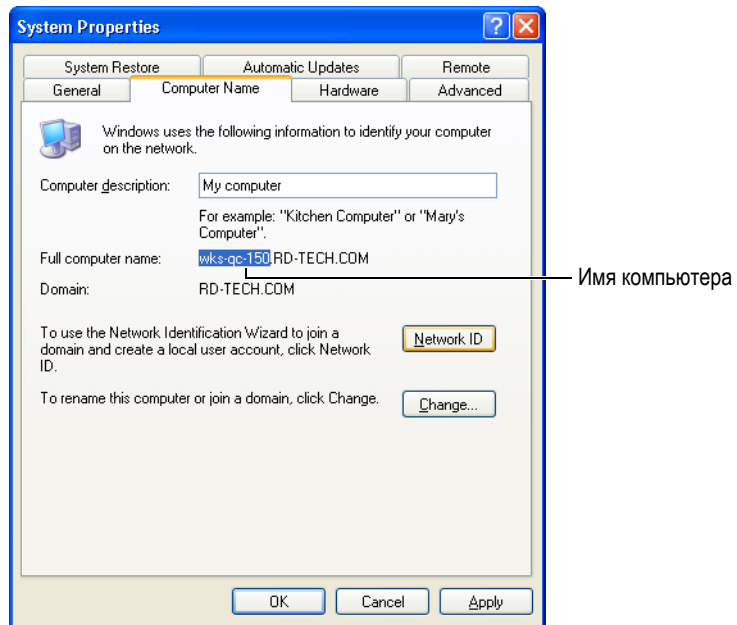 System Properties
System Restore Automatic Updates Remote
General Computer Name Hardware Advanced
Windows uses the following information to identify your computer
on the network.
Computer description: My computer
For example: "Kitchen Computer" or "Mary's
Computer".
Full computer name: wks-qc-150.RD-TECH.COM
Имя компьютера
Domain: RD-TECH.COM
To use the Network Identification Wizard to join a
domain and create a local user account, click Network
ID.
Network ID
To rename this computer or join a domain, click Change.
Change...
OK Cancel Apply